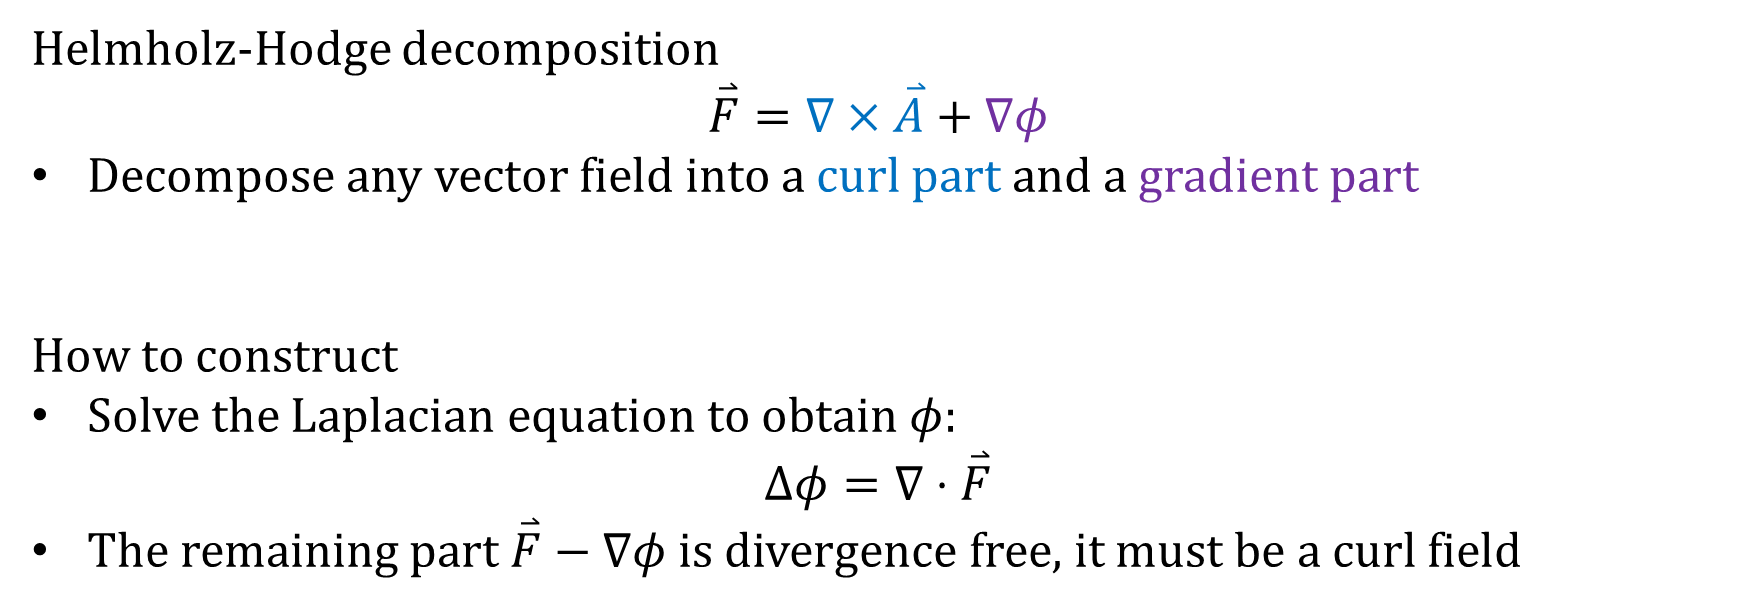 Helmholz-Hodge decomposition
F⃗ = ∇ × A⃗ + ∇ϕ
• Decompose any vector field into a curl part and a gradient part
How to construct
• Solve the Laplacian equation to obtain ϕ:
Δϕ = ∇ · F⃗
• The remaining part F⃗ − ∇ϕ is divergence free, it must be a curl field